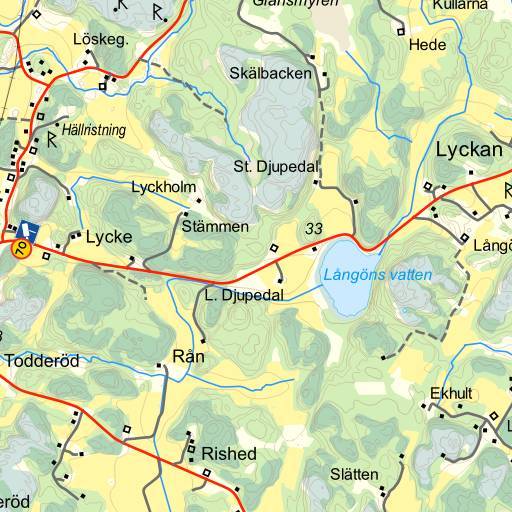 Glansmyren
Kullarna
R
R
Löskeg.
Hede
Skälbacken
Hällristning
R
Lyckan
St. Djupedal
Lyckholm
R
Stämmen
33
Lycke
70
Långö
Långöns vatten
L. Djupedal
Rån
Todderöd
Ekhult
L
Rished
Slätten
eröd